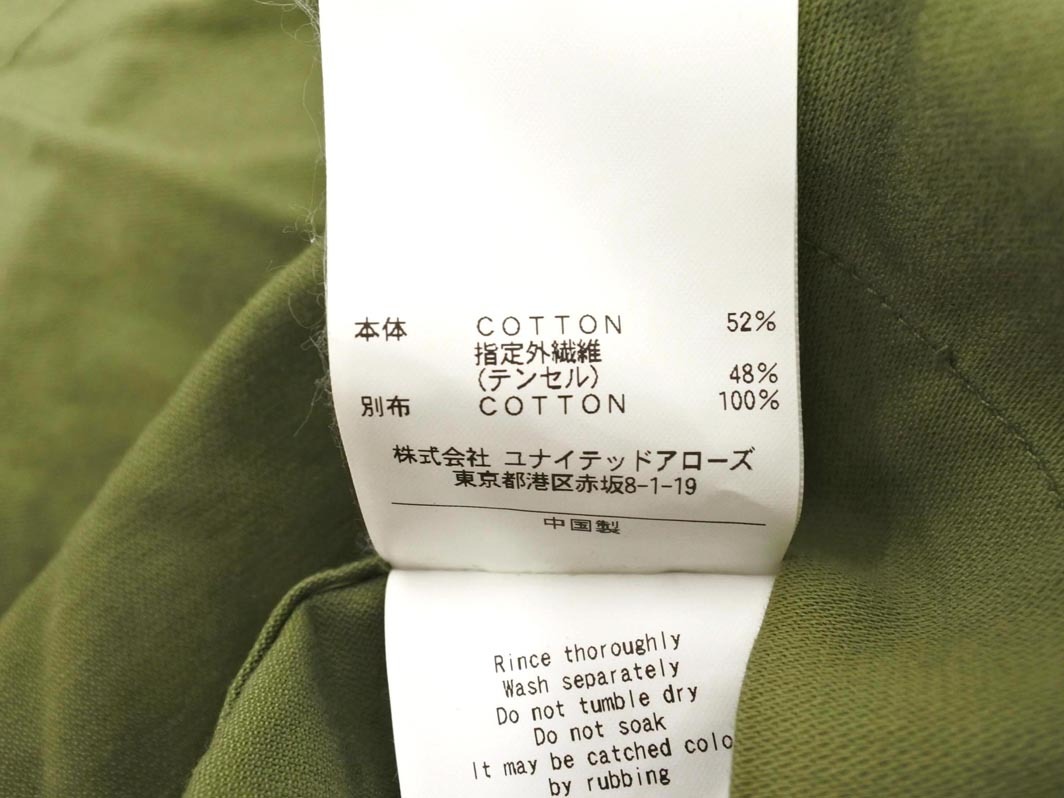 本体 COTTON 52%
指定外繊維
(テンセル) 48%
別布 COTTON 100%
株式会社 ユナイテッドアローズ
東京都港区赤坂8-1-19
中国製
Rince thoroughly
Wash separately
Do not tumble dry
Do not soak
It may be catched colo
by rubbing